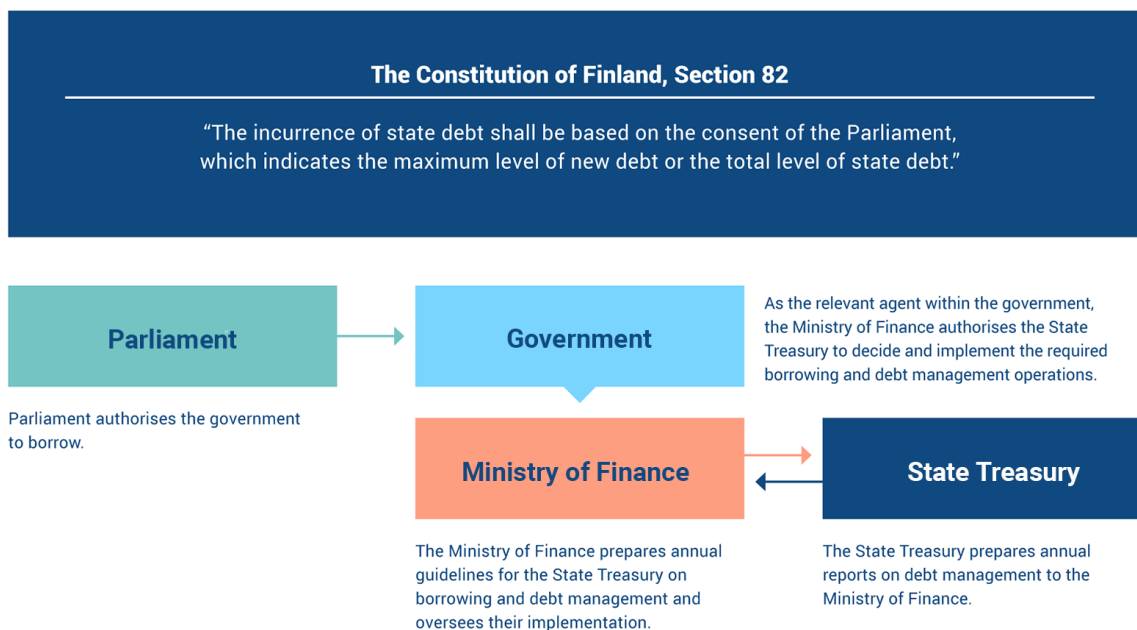 The Constitution of Finland, Section 82
“The incurrence of state debt shall be based on the consent of the Parliament,
which indicates the maximum level of new debt or the total level of state debt.”
Parliament
Parliament authorises the government
to borrow.
Government
As the relevant agent within the government,
the Ministry of Finance authorises the State
Treasury to decide and implement the required
borrowing and debt management operations.
Ministry of Finance
The Ministry of Finance prepares annual
guidelines for the State Treasury on
borrowing and debt management and
oversees their implementation.
State Treasury
The State Treasury prepares annual
reports on debt management to the
Ministry of Finance.